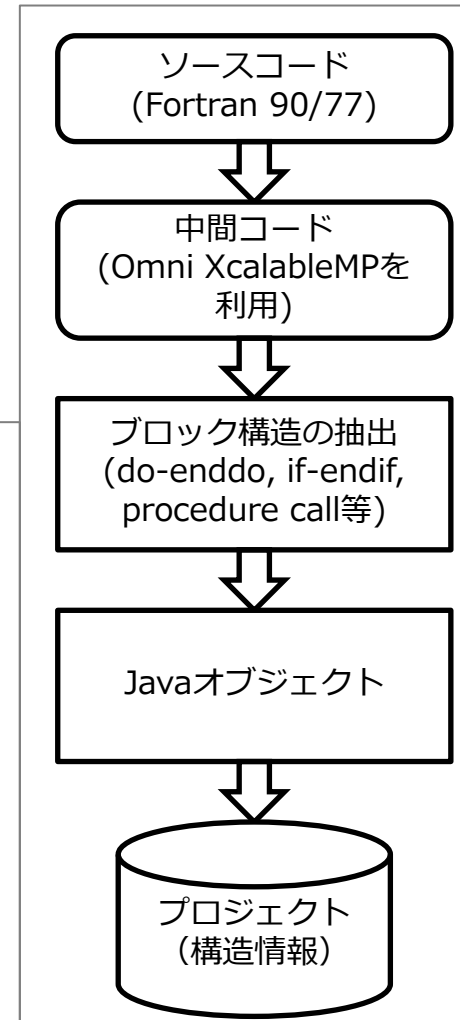 ソースコード
(Fortran 90/77)
中間コード
(Omni XcalableMPを
利用)
ブロック構造の抽出
(do-enddo, if-endif,
procedure call等)
Javaオブジェクト
プロジェクト
（構造情報）